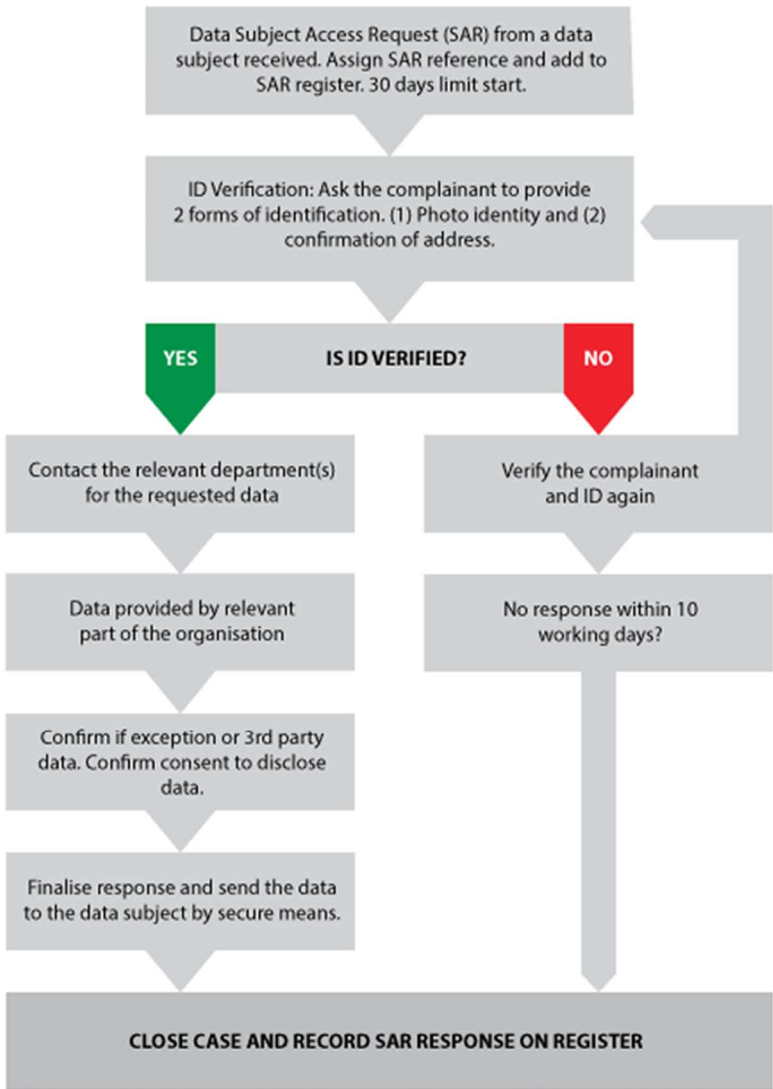 Data Subject Access Request (SAR) from a data
subject received. Assign SAR reference and add to
SAR register. 30 days limit start.
ID Verification: Ask the complainant to provide
2 forms of identification. (1) Photo identity and (2)
confirmation of address.
YES
IS ID VERIFIED?
NO
Contact the relevant department(s)
for the requested data
Verify the complainant
and ID again
Data provided by relevant
part of the organisation
No response within 10
working days?
Confirm if exception or 3rd party
data. Confirm consent to disclose
data.
Finalise response and send the data
to the data subject by secure means.
CLOSE CASE AND RECORD SAR RESPONSE ON REGISTER